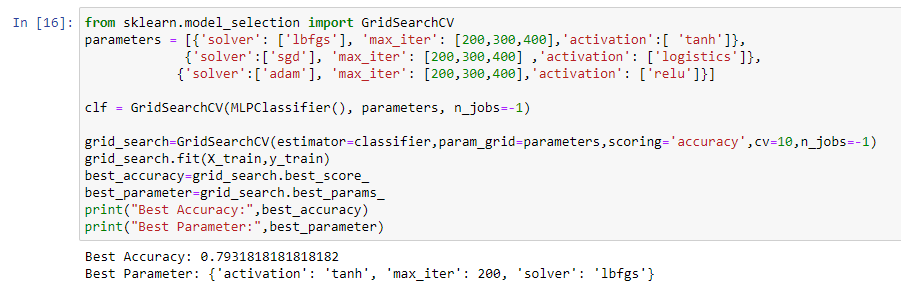 In [16]: from sklearn.model_selection import GridSearchCV
parameters = [{'solver': ['lbfgs'], 'max_iter': [200,300,400],'activation':[ 'tanh']},
{'solver':['sgd'], 'max_iter': [200,300,400] ,'activation': ['logistics']},
{'solver':['adam'], 'max_iter': [200,300,400],'activation': ['relu']}]
clf = GridSearchCV(MLPClassifier(), parameters, n_jobs=-1)
grid_search=GridSearchCV(estimator=classifier,param_grid=parameters,scoring='accuracy',cv=10,n_jobs=-1)
grid_search.fit(X_train,y_train)
best_accuracy=grid_search.best_score_
best_parameter=grid_search.best_params_
print("Best Accuracy:",best_accuracy)
print("Best Parameter:",best_parameter)
Best Accuracy: 0.7931818181818182
Best Parameter: {'activation': 'tanh', 'max_iter': 200, 'solver': 'lbfgs'}